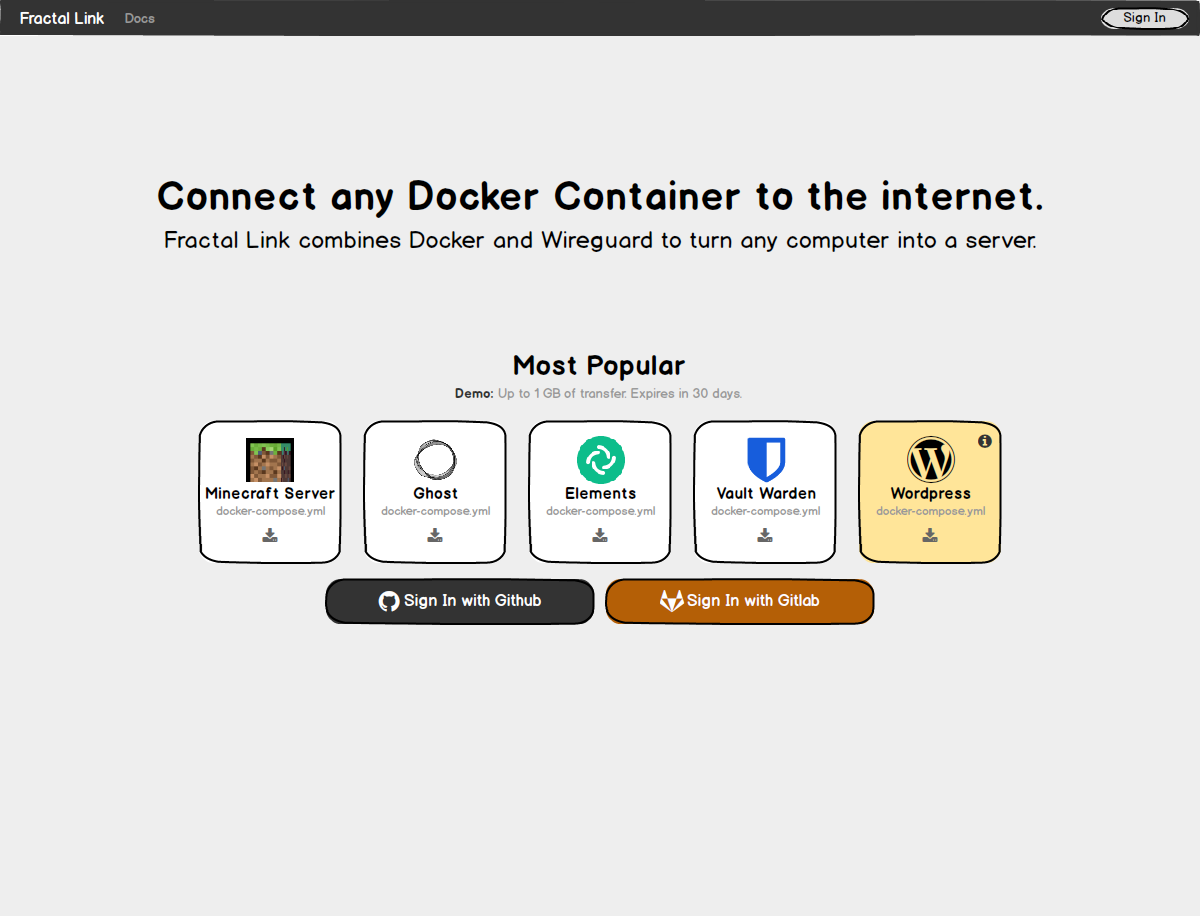 Fractal Link Docs Sign In
Connect any Docker Container to the internet.
Fractal Link combines Docker and Wireguard to turn any computer into a server.
Most Popular
Demo: Up to 1 GB of transfer. Expires in 30 days.
Minecraft Server
docker-compose.yml
Ghost
docker-compose.yml
Elements
docker-compose.yml
Vault Warden
docker-compose.yml
Wordpress
docker-compose.yml
Sign In with Github
Sign In with Gitlab